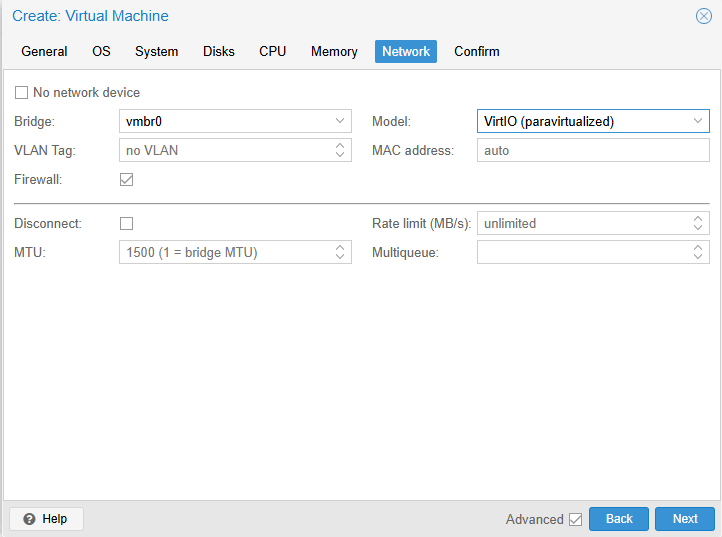 Create: Virtual Machine
General OS System Disks CPU Memory Network Confirm
No network device
Bridge: vmbr0 Model: VirtIO (paravirtualized)
VLAN Tag: no VLAN MAC address: auto
Firewall:
Disconnect: Rate limit (MB/s): unlimited
MTU: 1500 (1 = bridge MTU) Multiqueue:
Help Advanced Back Next